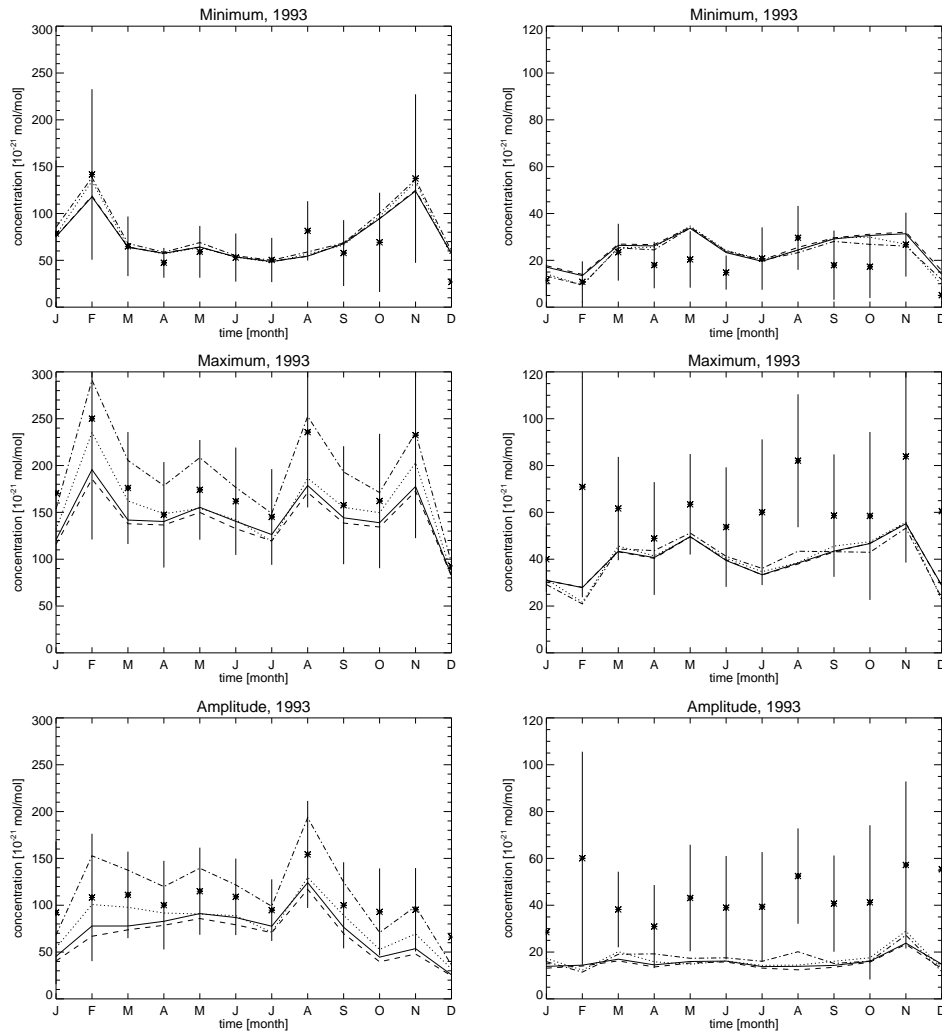 Minimum, 1993
concentration [10⁻²¹ mol/mol]
300
250
200
150
100
50
0
J F M A M J J A S O N D
time [month]
Minimum, 1993
concentration [10⁻²¹ mol/mol]
120
100
80
60
40
20
0
J F M A M J J A S O N D
time [month]
Maximum, 1993
concentration [10⁻²¹ mol/mol]
300
250
200
150
100
50
0
J F M A M J J A S O N D
time [month]
Maximum, 1993
concentration [10⁻²¹ mol/mol]
120
100
80
60
40
20
0
J F M A M J J A S O N D
time [month]
Amplitude, 1993
concentration [10⁻²¹ mol/mol]
300
250
200
150
100
50
0
J F M A M J J A S O N D
time [month]
Amplitude, 1993
concentration [10⁻²¹ mol/mol]
120
100
80
60
40
20
0
J F M A M J J A S O N D
time [month]